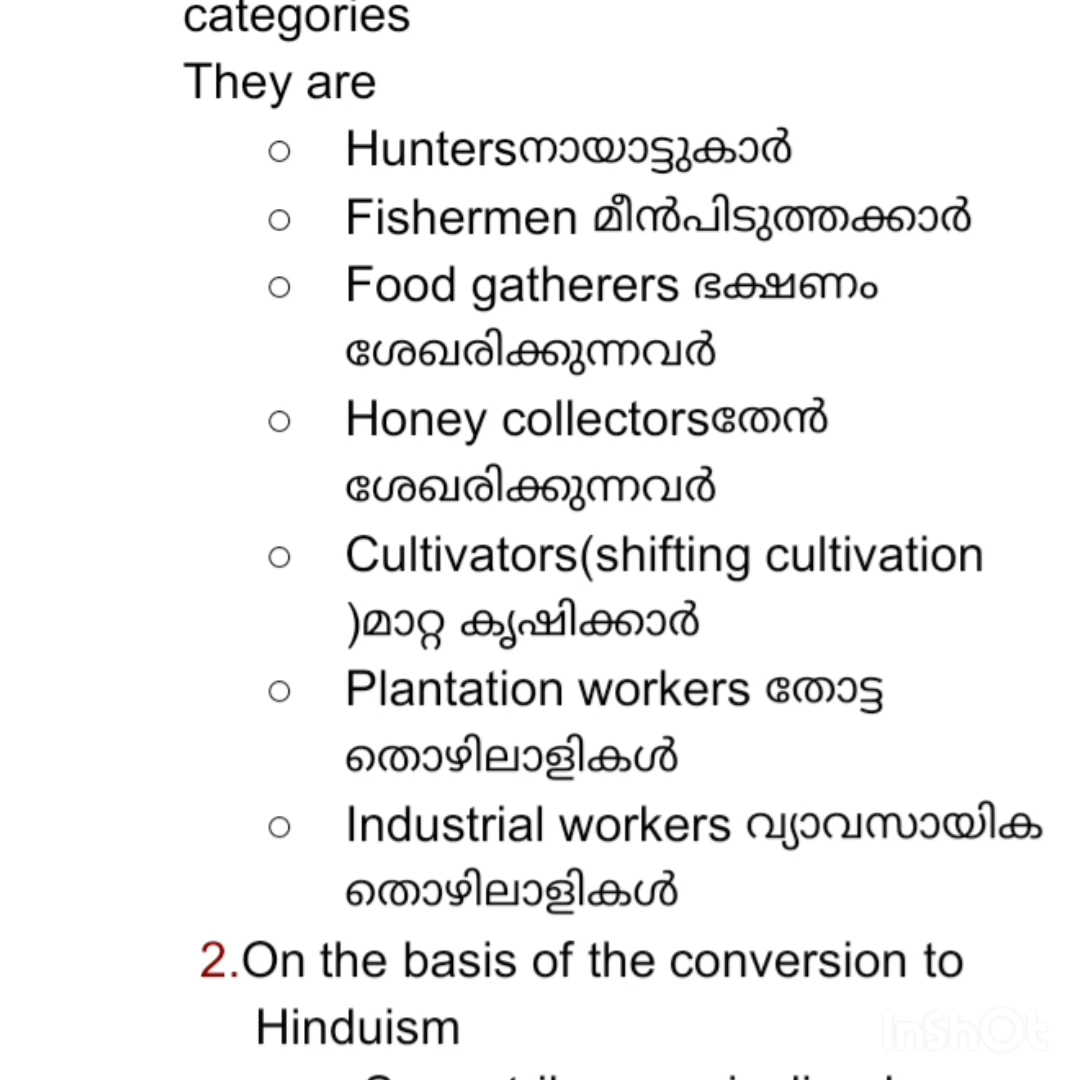 categories
They are
○ Huntersനായാട്ടുകാർ
○ Fishermen മീൻപിടുത്തക്കാർ
○ Food gatherers ഭക്ഷണം
ശേഖരിക്കുന്നവർ
○ Honey collectorsതേൻ
ശേഖരിക്കുന്നവർ
○ Cultivators(shifting cultivation
)മാറ്റ കൃഷിക്കാർ
○ Plantation workers തോട്ട
തൊഴിലാളികൾ
○ Industrial workers വ്യാവസായിക
തൊഴിലാളികൾ
2.On the basis of the conversion to
Hinduism
InShOt